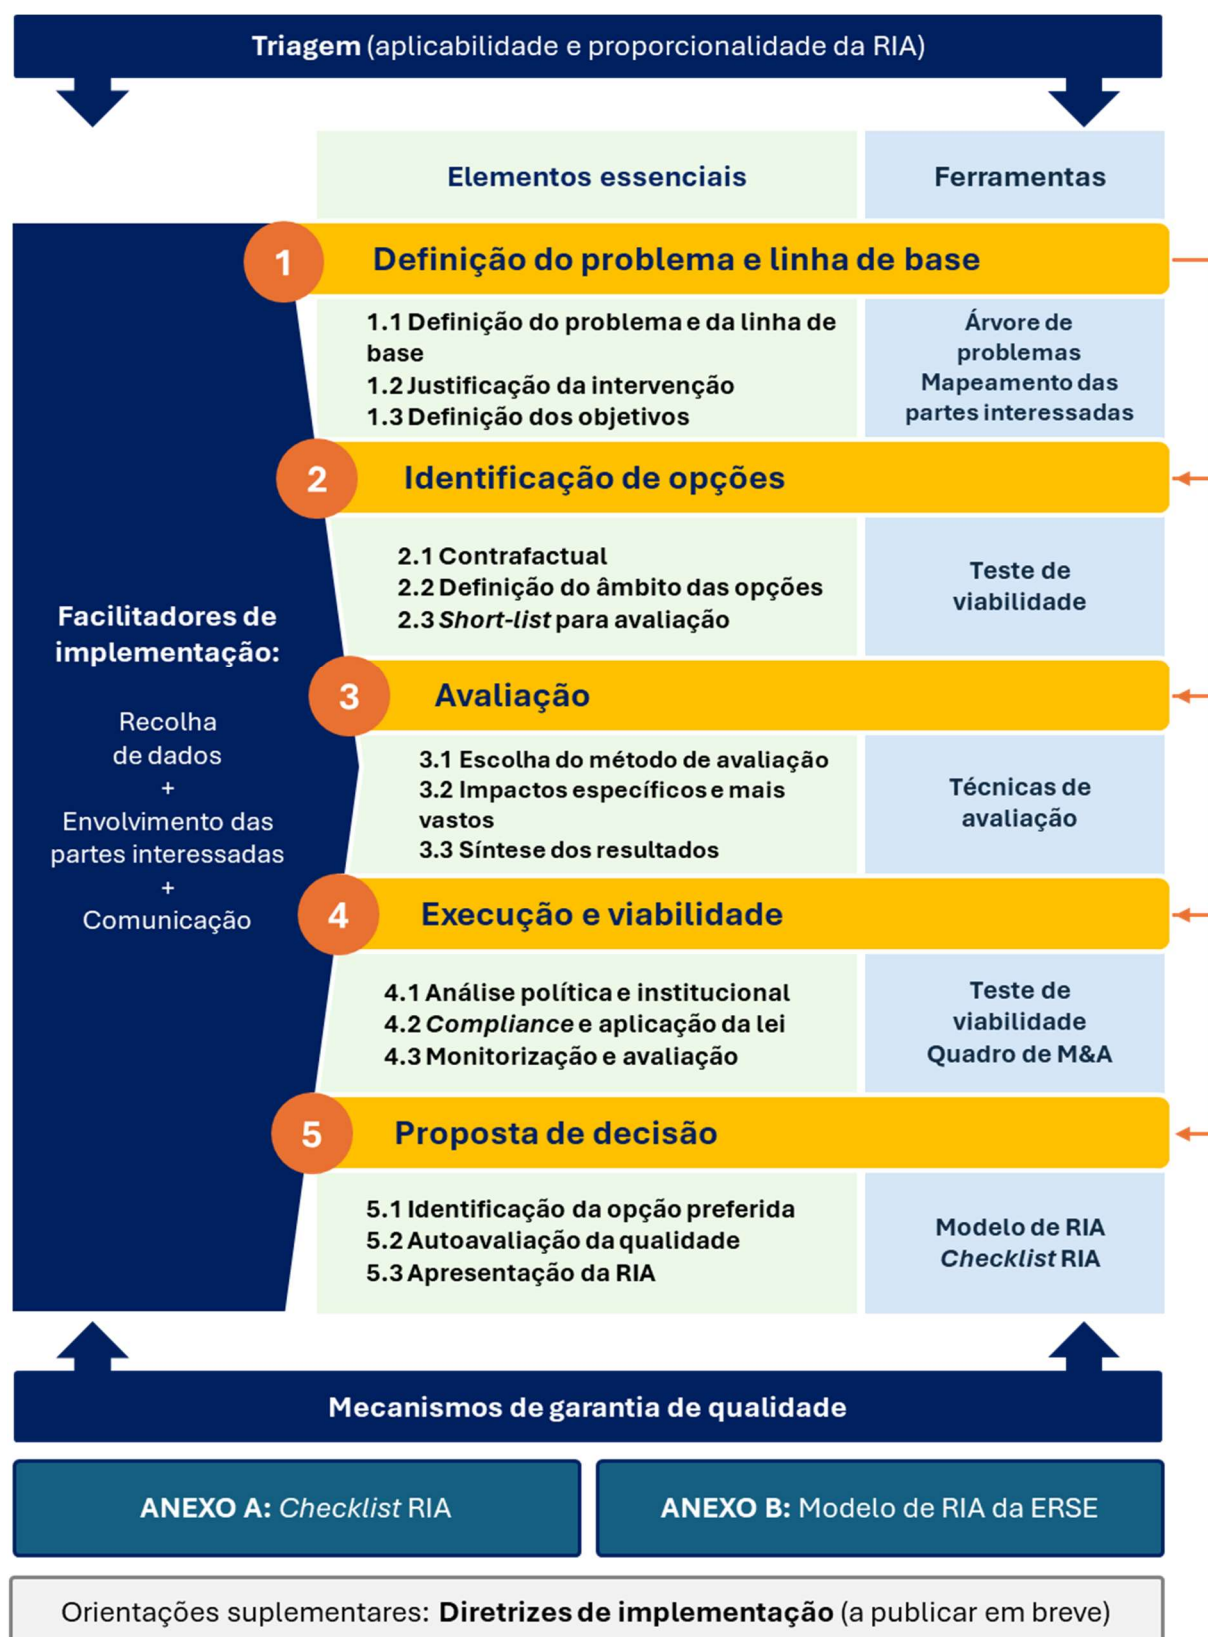 Triagem (aplicabilidade e proporcionalidade da RIA)
Elementos essenciais
Ferramentas
1
Definição do problema e linha de base
1.1 Definição do problema e da linha de
base
1.2 Justificação da intervenção
1.3 Definição dos objetivos
Árvore de
problemas
Mapeamento das
partes interessadas
2
Identificação de opções
2.1 Contrafactual
2.2 Definição do âmbito das opções
2.3 Short-list para avaliação
Teste de
viabilidade
Facilitadores de
implementação:
Recolha
de dados
+
Envolvimento das
partes interessadas
+
Comunicação
3
Avaliação
3.1 Escolha do método de avaliação
3.2 Impactos específicos e mais
vastos
3.3 Síntese dos resultados
Técnicas de
avaliação
4
Execução e viabilidade
4.1 Análise política e institucional
4.2 Compliance e aplicação da lei
4.3 Monitorização e avaliação
Teste de
viabilidade
Quadro de M&A
5
Proposta de decisão
5.1 Identificação da opção preferida
5.2 Autoavaliação da qualidade
5.3 Apresentação da RIA
Modelo de RIA
Checklist RIA
Mecanismos de garantia de qualidade
ANEXO A: Checklist RIA
ANEXO B: Modelo de RIA da ERSE
Orientações suplementares: Diretrizes de implementação (a publicar em breve)